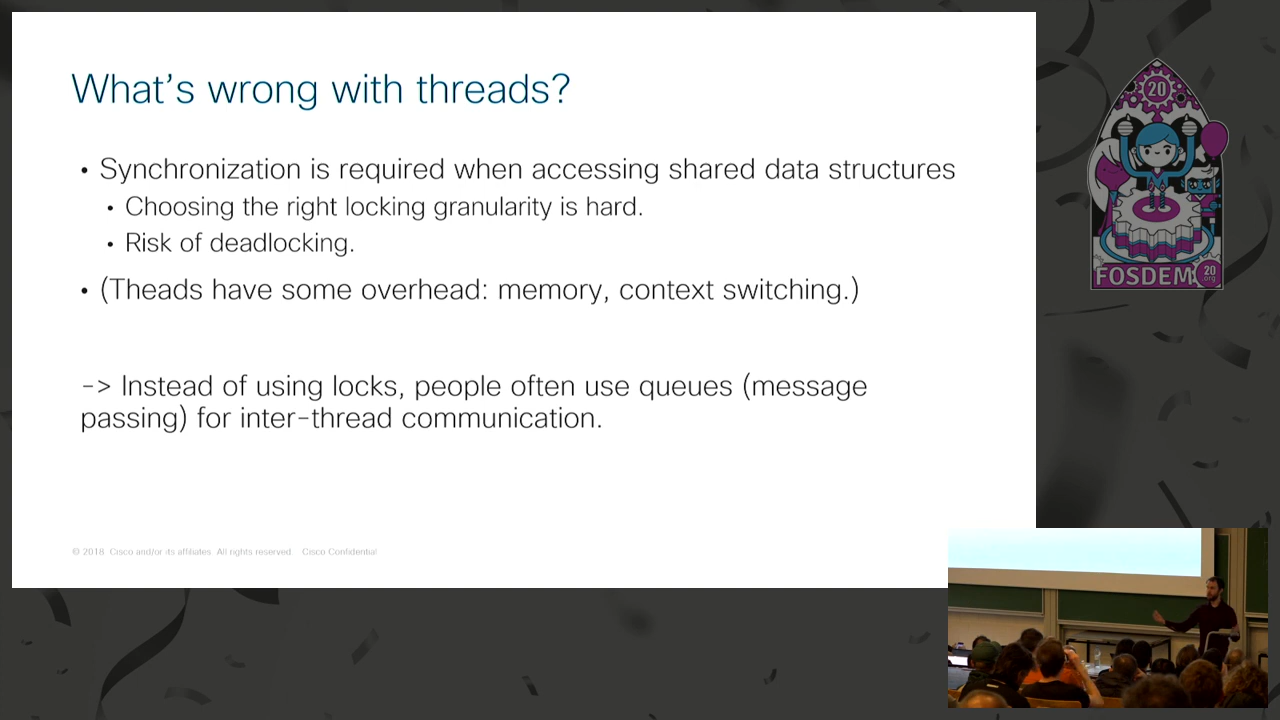 What's wrong with threads?
• Synchronization is required when accessing shared data structures
• Choosing the right locking granularity is hard.
• Risk of deadlocking.
• (Theads have some overhead: memory, context switching.)
-> Instead of using locks, people often use queues (message
passing) for inter-thread communication.
© 2018 Cisco and/or its affiliates. All rights reserved. Cisco Confidential
20
FOSDEM
20
.org